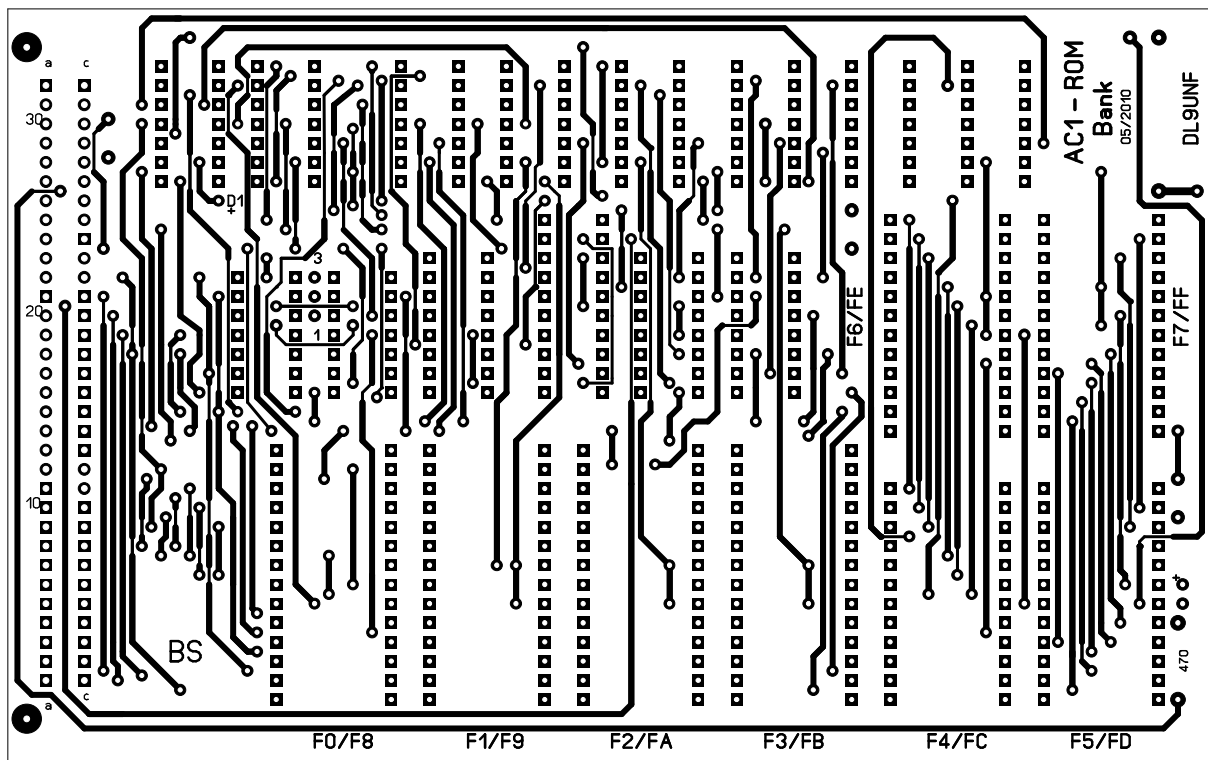 a
c
30
D1
+
3
20
1
10
BS
a
c
F0/F8
F1/F9
F2/FA
F3/FB
F4/FC
F5/FD
F6/FE
F7/FF
AC1-ROM
Bank
05/2010
DL9UNF
+
470